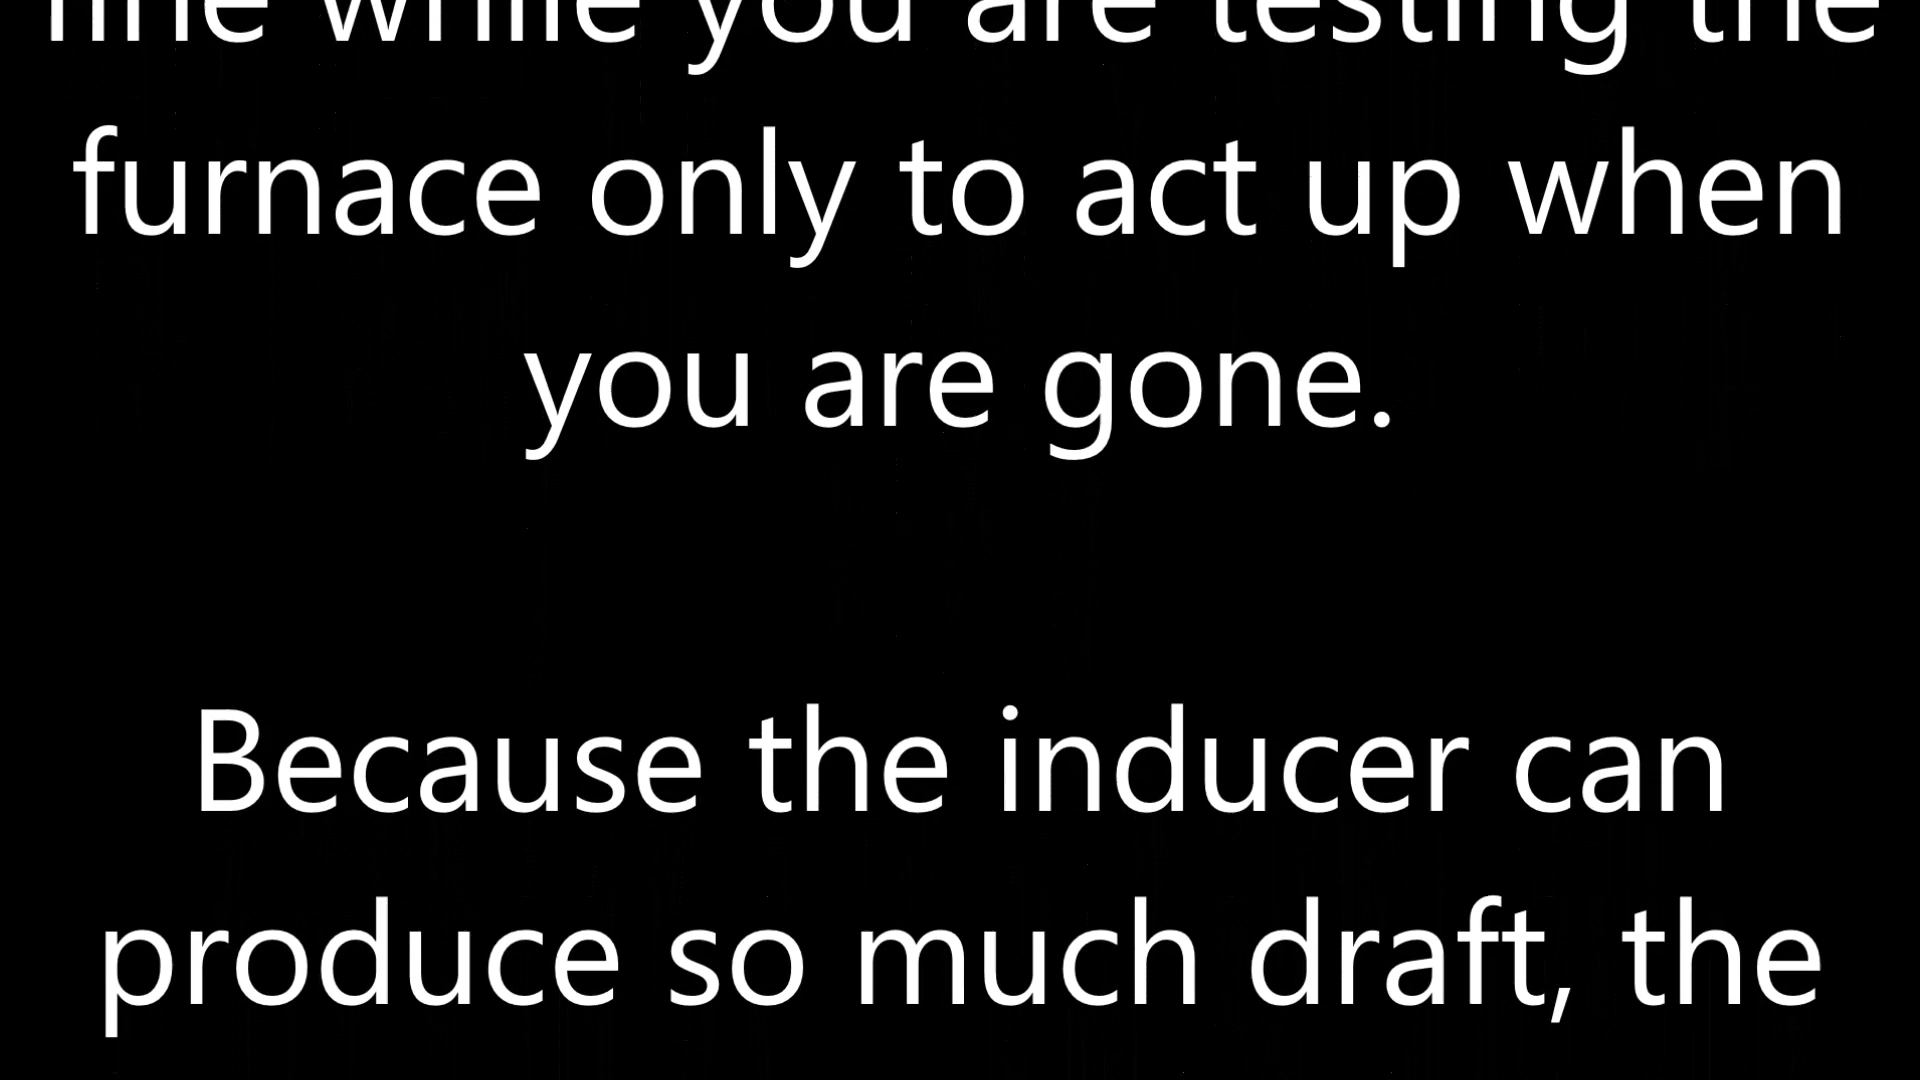 fine while you are testing the
furnace only to act up when
you are gone.
Because the inducer can
produce so much draft, the